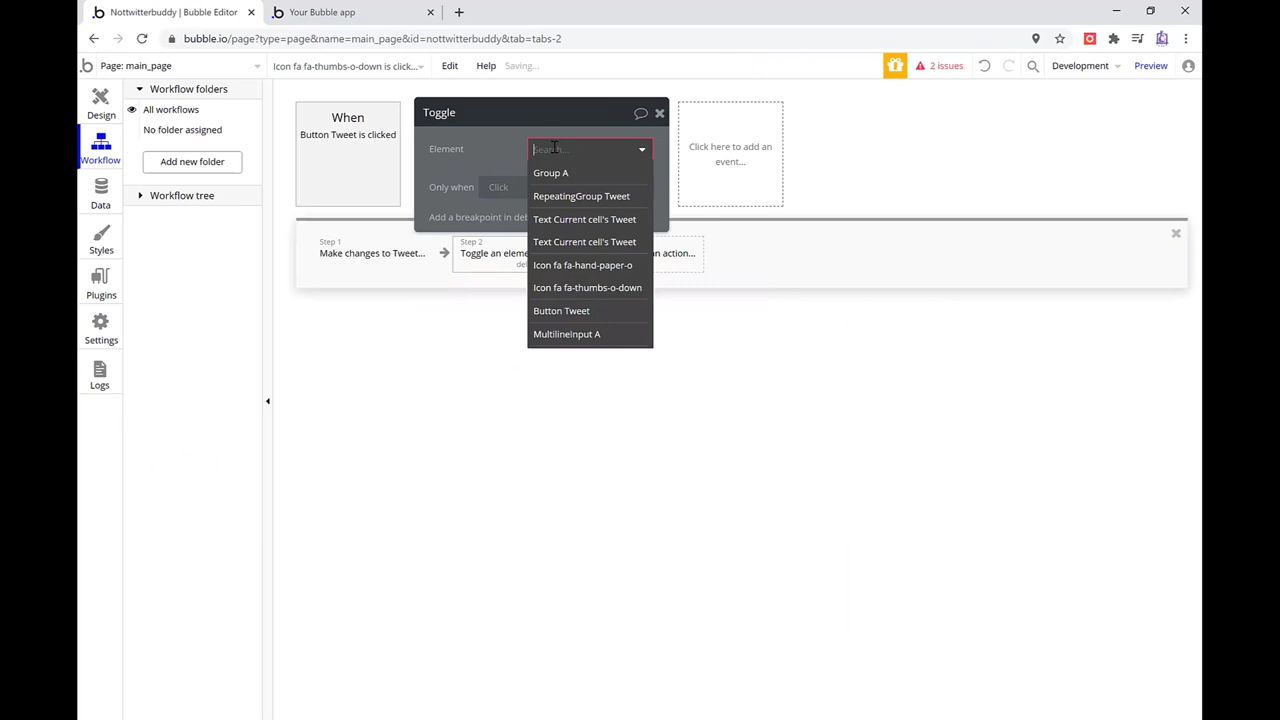 Nottwitterbuddy | Bubble Editor
Your Bubble app
bubble.io/page?type=page&name=main_page&id=nottwitterbuddy&tab=tabs-2
Page: main_page
Icon fa fa-thumbs-o-down is click...
Edit
Help
Saving...
2 issues
Development
Preview
Design
Workflow
Data
Styles
Plugins
Settings
Logs
Workflow folders
All workflows
No folder assigned
Add new folder
Workflow tree
When
Button Tweet is clicked
Toggle
Element
Search...
Only when
Click
Add a breakpoint in deb
Group A
RepeatingGroup Tweet
Text Current cell's Tweet
Text Current cell's Tweet
Icon fa fa-hand-paper-o
Icon fa fa-thumbs-o-down
Button Tweet
MultilineInput A
Click here to add an
event...
Step 1
Make changes to Tweet...
Step 2
Toggle an eleme
del
an action...